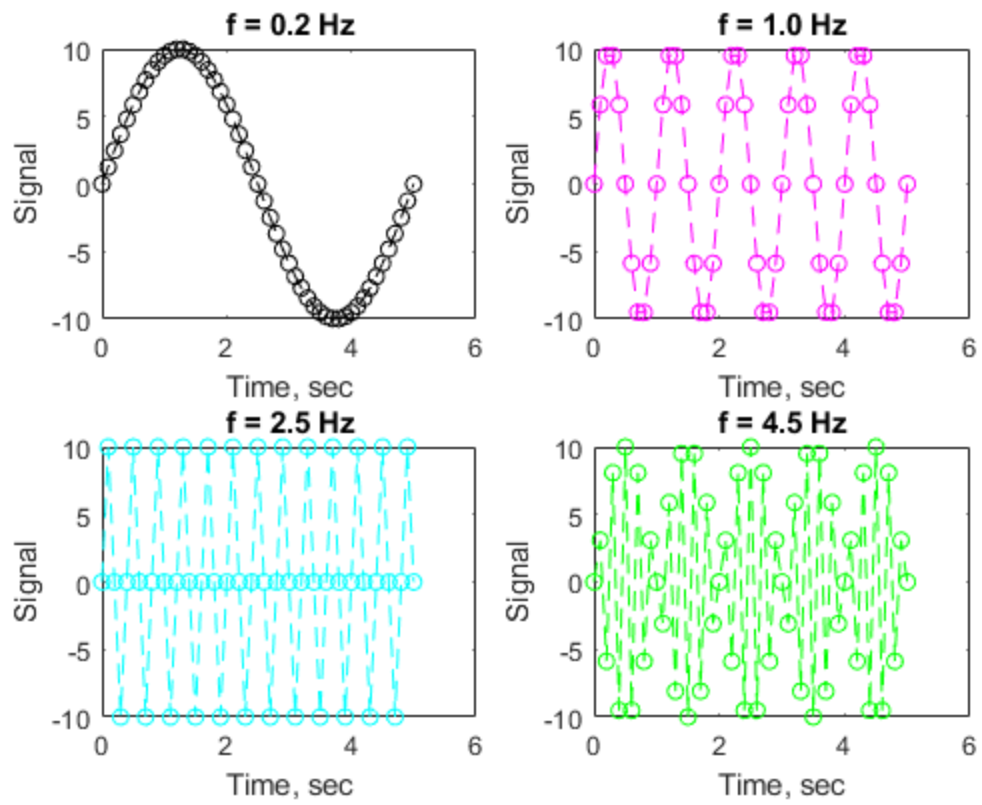 f = 0.2 Hz
Signal
10
5
0
-5
-10
0 2 4 6
Time, sec
f = 1.0 Hz
Signal
10
5
0
-5
-10
0 2 4 6
Time, sec
f = 2.5 Hz
Signal
10
5
0
-5
-10
0 2 4 6
Time, sec
f = 4.5 Hz
Signal
10
5
0
-5
-10
0 2 4 6
Time, sec